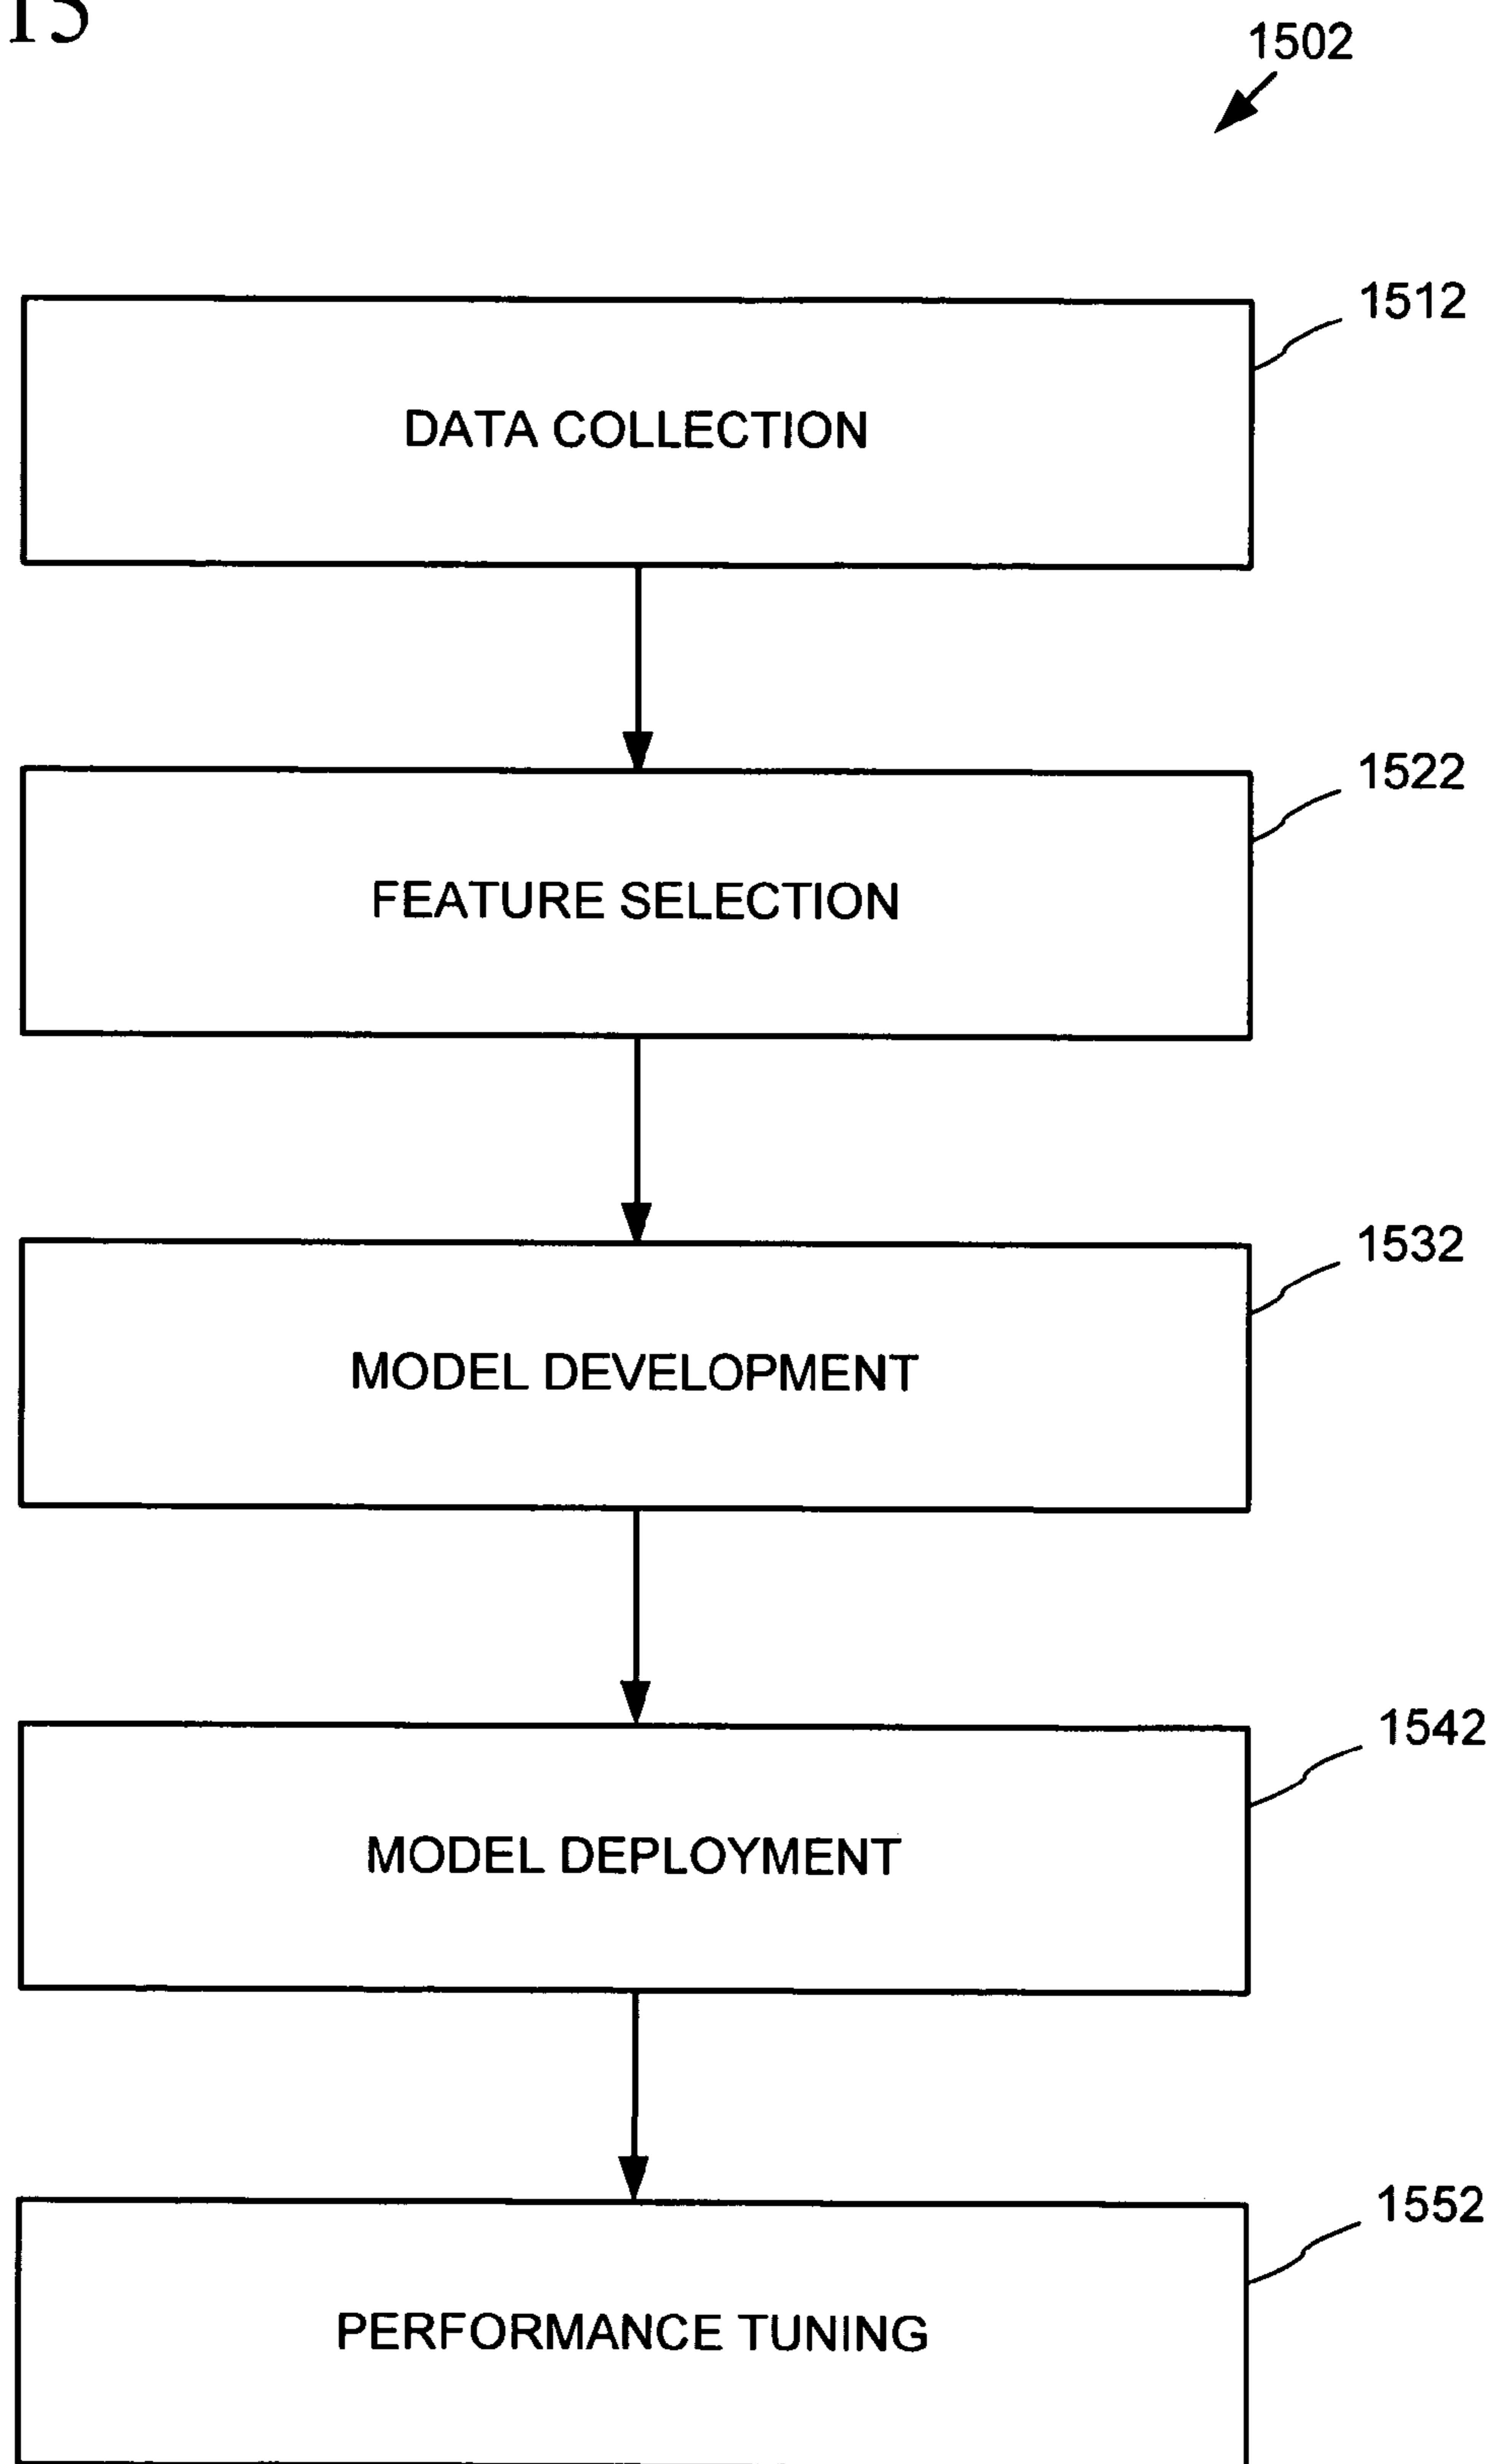 15
1502
1512
DATA COLLECTION
1522
FEATURE SELECTION
1532
MODEL DEVELOPMENT
1542
MODEL DEPLOYMENT
1552
PERFORMANCE TUNING